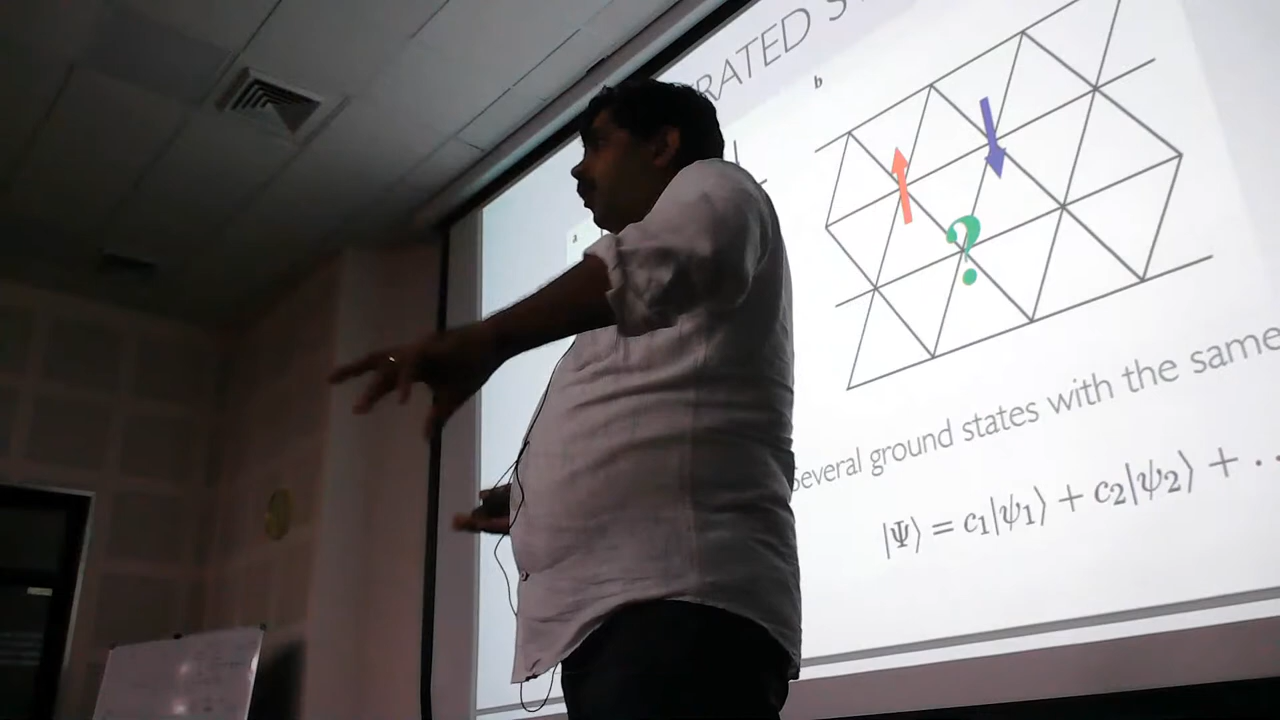 RATED S
b
a
?
Several ground states with the same
|Ψ⟩ = c₁|ψ₁⟩ + c₂|ψ₂⟩ + . .